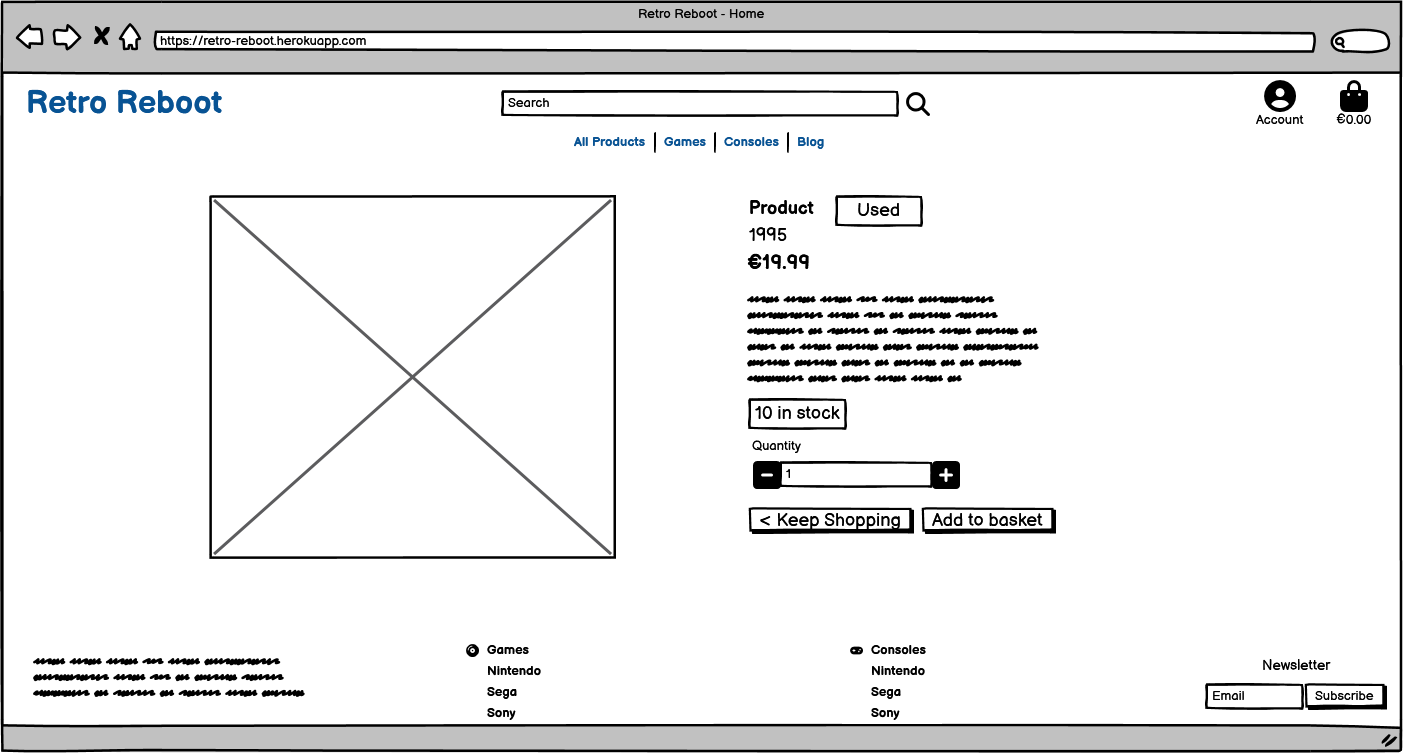 Retro Reboot - Home
https://retro-reboot.herokuapp.com
Retro Reboot
Search
Account
€0.00
All Products
Games
Consoles
Blog
Product
Used
1995
€19.99
10 in stock
Quantity
1
< Keep Shopping
Add to basket
Games
Nintendo
Sega
Sony
Consoles
Nintendo
Sega
Sony
Newsletter
Email
Subscribe